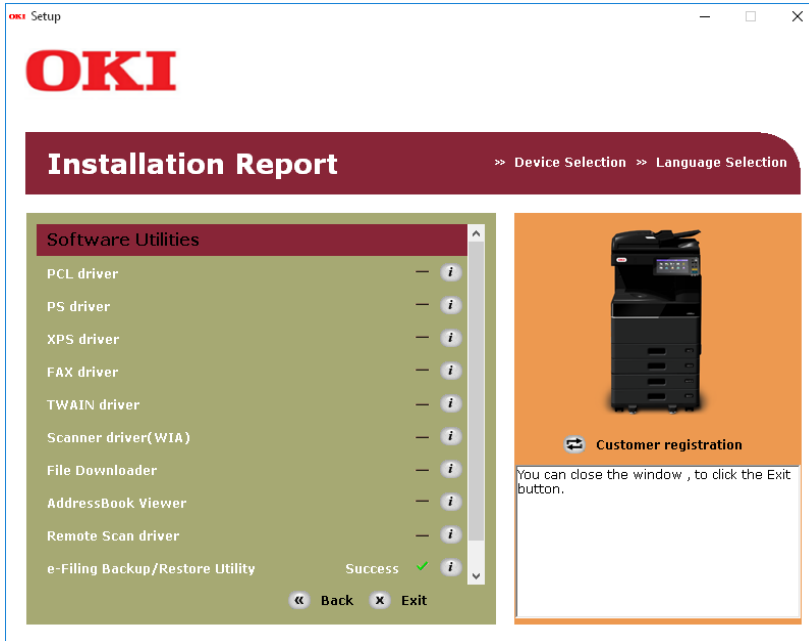 OKI Setup
OKI
Installation Report
» Device Selection » Language Selection
Software Utilities
PCL driver — i
PS driver — i
XPS driver — i
FAX driver — i
TWAIN driver — i
Scanner driver(WIA) — i
File Downloader — i
AddressBook Viewer — i
Remote Scan driver — i
e-Filing Backup/Restore Utility Success i
« Back x Exit
Customer registration
You can close the window , to click the Exit
button.